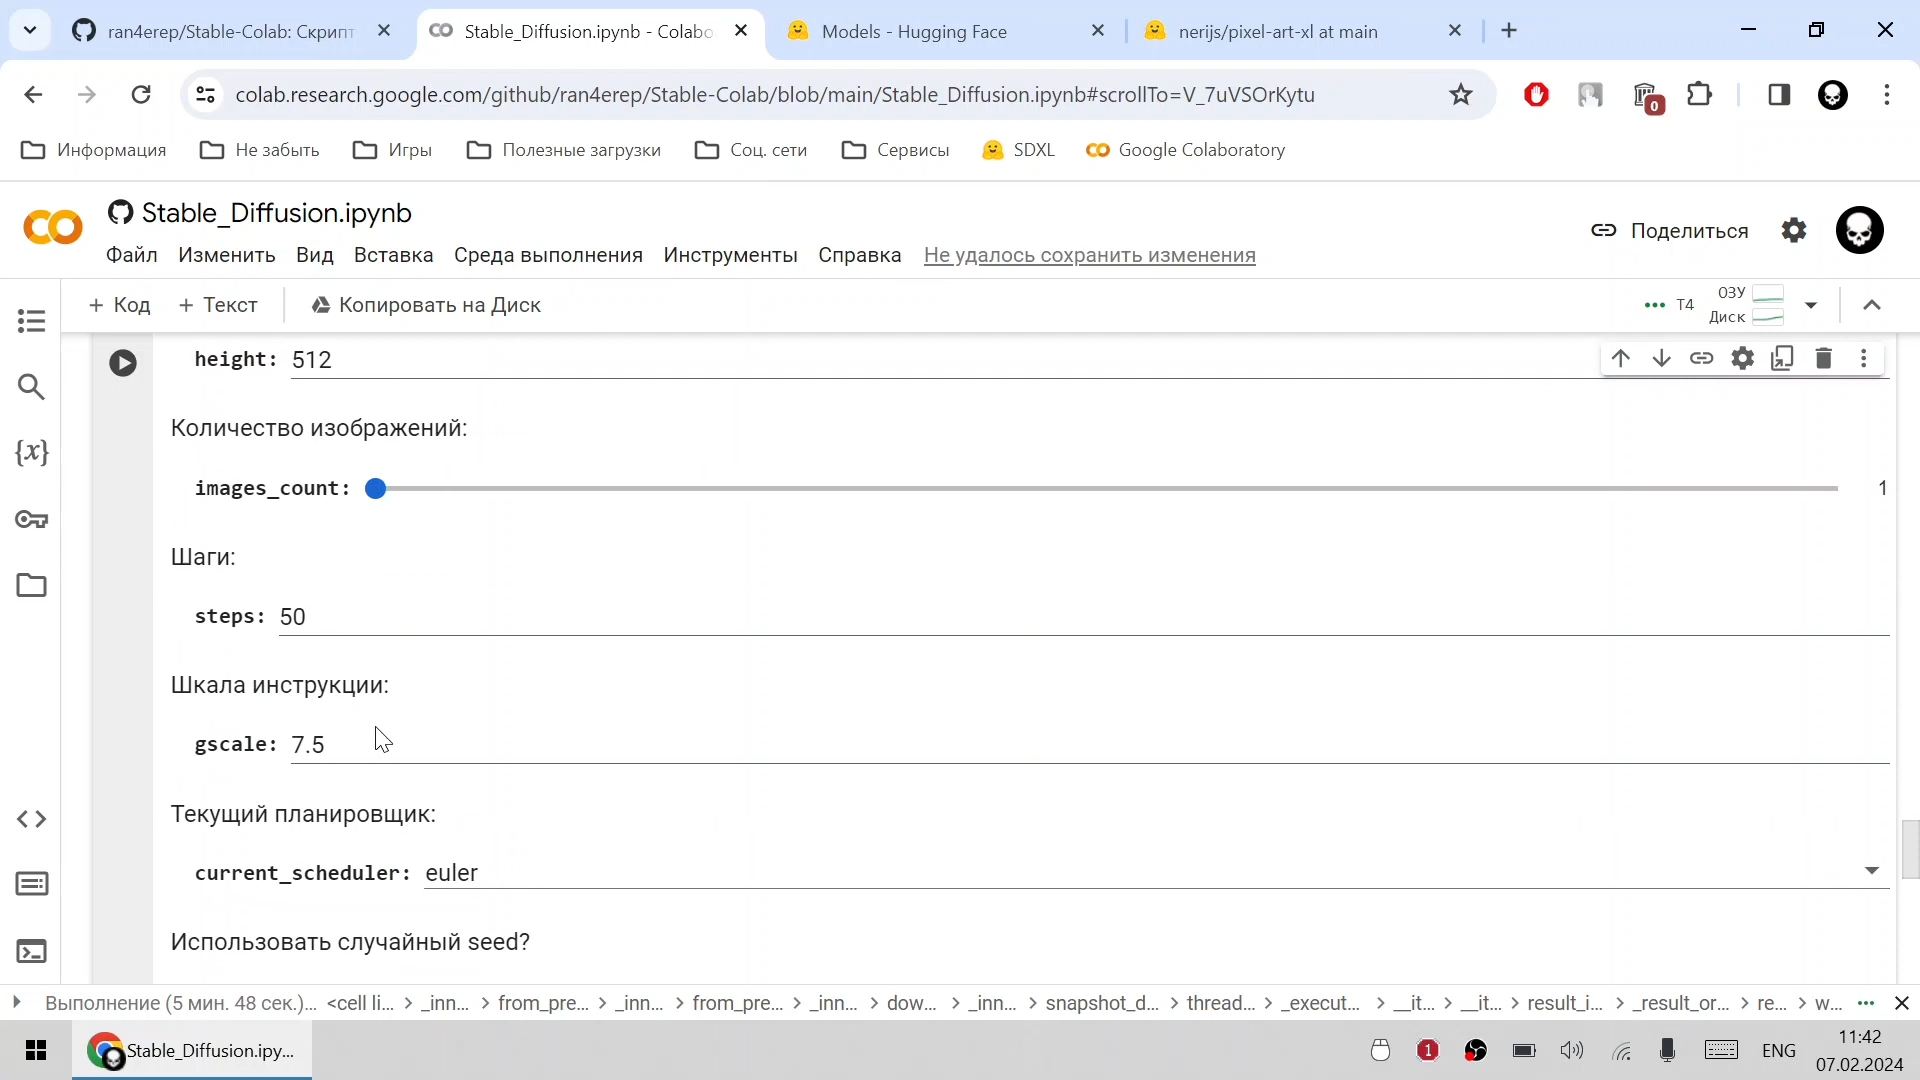 ran4erep/Stable-Colab: Скрипт
Stable_Diffusion.ipynb - Colabo
Models - Hugging Face
nerijs/pixel-art-xl at main
colab.research.google.com/github/ran4erep/Stable-Colab/blob/main/Stable_Diffusion.ipynb#scrollTo=V_7uVSOrKytu
0
Информация
Не забыть
Игры
Полезные загрузки
Соц. сети
Сервисы
SDXL
Google Colaboratory
Stable_Diffusion.ipynb
Поделиться
Файл Изменить Вид Вставка Среда выполнения Инструменты Справка Не удалось сохранить изменения
+ Код + Текст Копировать на Диск
T4
ОЗУ
Диск
height: 512
Количество изображений:
images_count: 1
Шаги:
steps: 50
Шкала инструкции:
gscale: 7.5
Текущий планировщик:
current_scheduler: euler
Использовать случайный seed?
{x}
Выполнение (5 мин. 48 сек.)... <cell li... > _inn... > from_pre... > _inn... > from_pre... > _inn... > dow... > _inn... > snapshot_d... > thread... > _execut... > __it... > __it... > result_i... > _result_or... > re... > w...
Stable_Diffusion.ipy...
1
ENG
11:42
07.02.2024